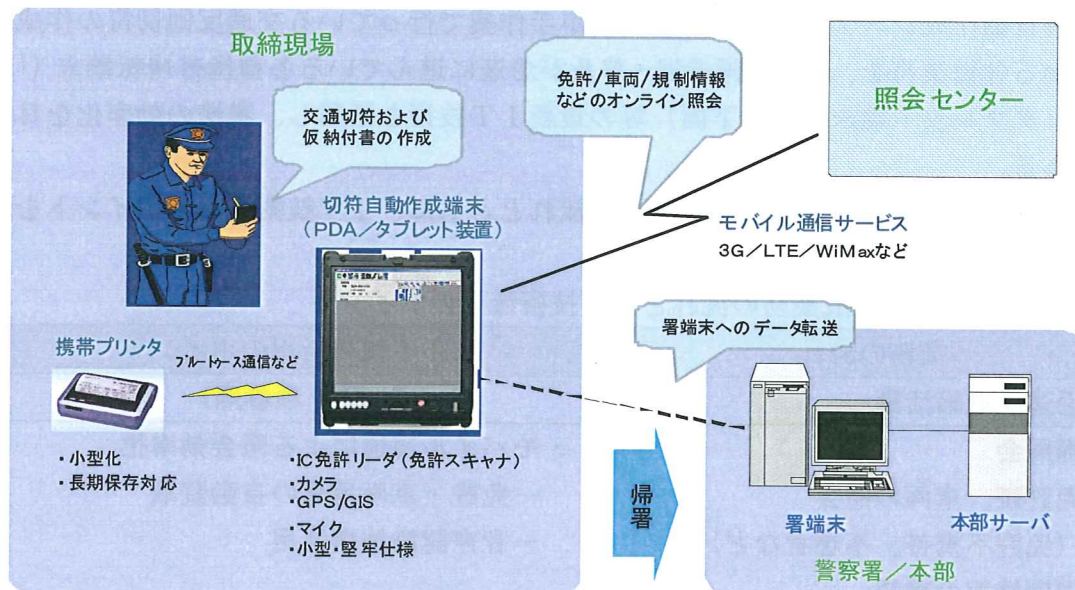 取締現場
交通切符および
仮納付書の作成
免許/車両/規制情報
などのオンライン照会
照会センター
切符自動作成端末
(PDA/タブレット装置)
モバイル通信サービス
3G/LTE/WiMaxなど
携帯プリンタ
ブルートゥース通信など
・小型化
・長期保存対応
・IC免許リーダ(免許スキャナ)
・カメラ
・GPS/GIS
・マイク
・小型・堅牢仕様
署端末へのデータ転送
帰署
署端末
本部サーバ
警察署/本部